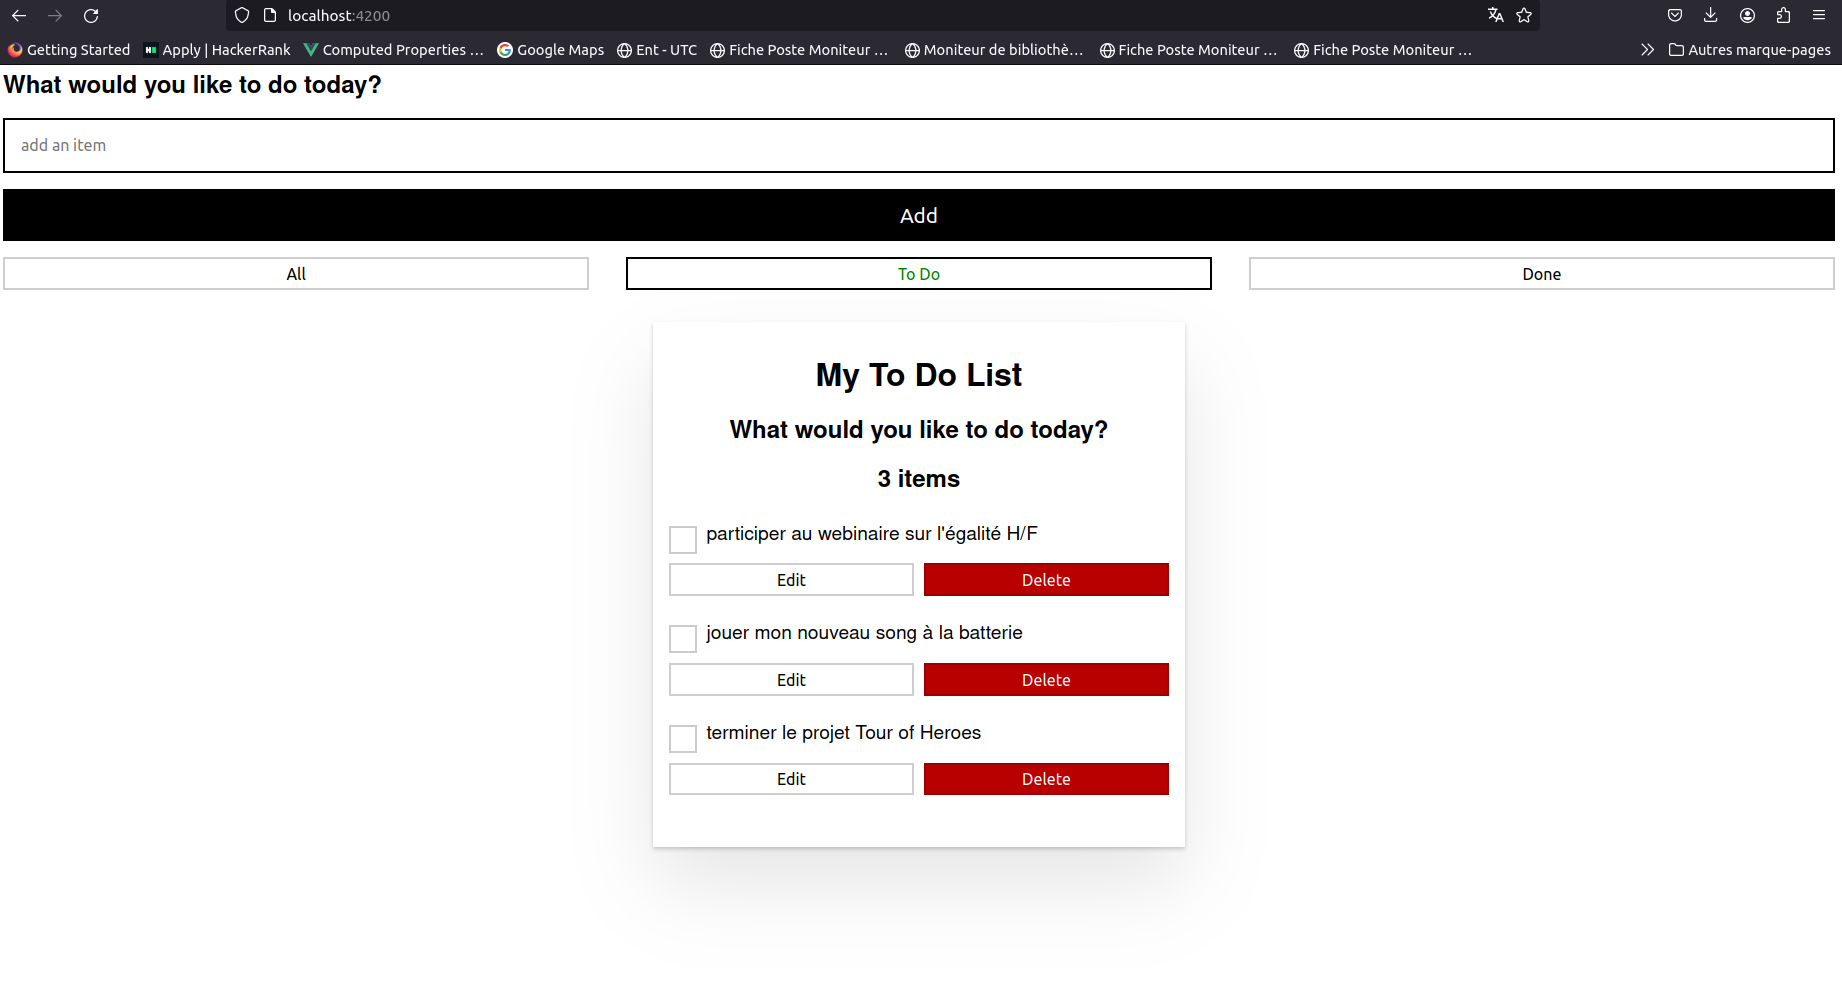 localhost:4200
Getting Started Apply | HackerRank Computed Properties … Google Maps Ent - UTC Fiche Poste Moniteur … Moniteur de bibliothè… Fiche Poste Moniteur … Fiche Poste Moniteur … Autres marque-pages
What would you like to do today?
add an item
Add
All To Do Done
My To Do List
What would you like to do today?
3 items
participer au webinaire sur l'égalité H/F
Edit Delete
jouer mon nouveau song à la batterie
Edit Delete
terminer le projet Tour of Heroes
Edit Delete